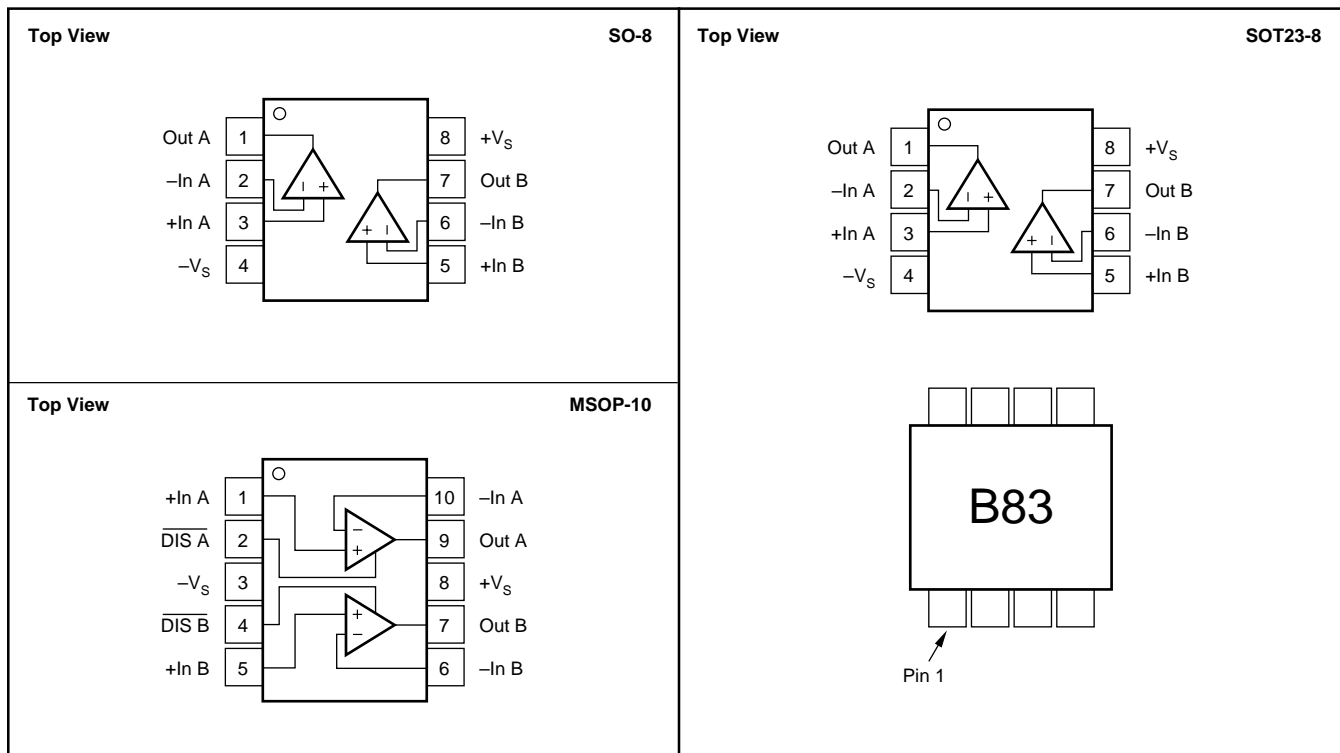 Top View SO-8
Out A 1 8 +VS
–In A 2 7 Out B
+In A 3 6 –In B
–VS 4 5 +In B
– + + –
Top View MSOP-10
+In A 1 10 –In A
DIS A 2 9 Out A
–VS 3 8 +VS
DIS B 4 7 Out B
+In B 5 6 –In B
–
+
+
–
Top View SOT23-8
Out A 1 8 +VS
–In A 2 7 Out B
+In A 3 6 –In B
–VS 4 5 +In B
– + + –
B83
Pin 1